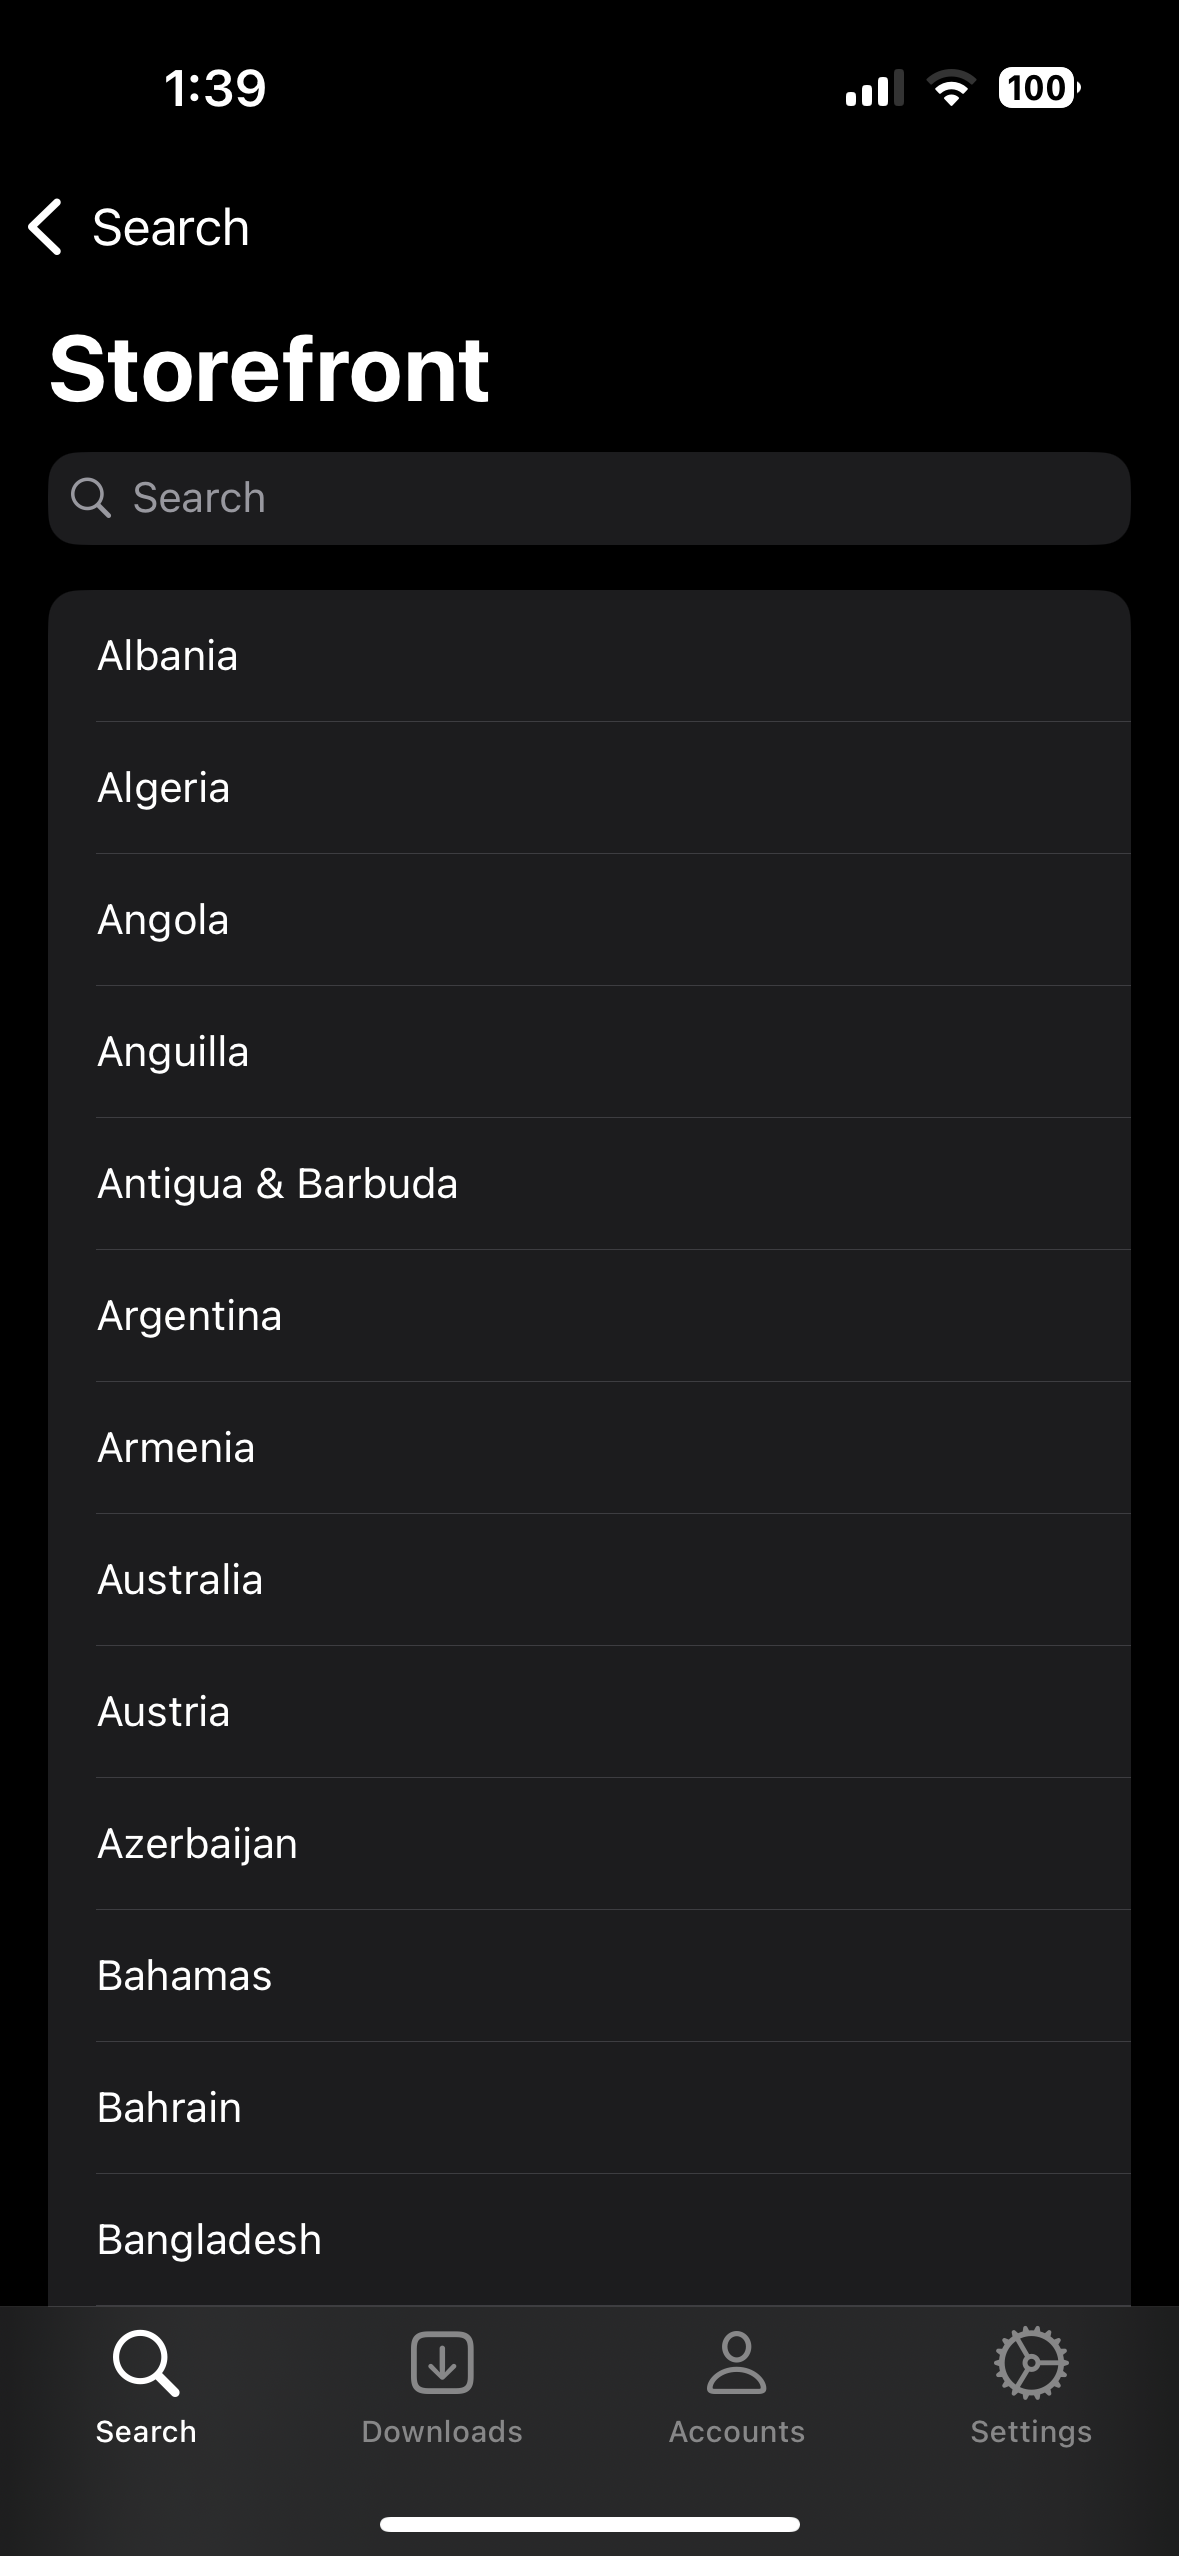 1:39
100
Search
Storefront
Search
Albania
Algeria
Angola
Anguilla
Antigua & Barbuda
Argentina
Armenia
Australia
Austria
Azerbaijan
Bahamas
Bahrain
Bangladesh
Search Downloads Accounts Settings